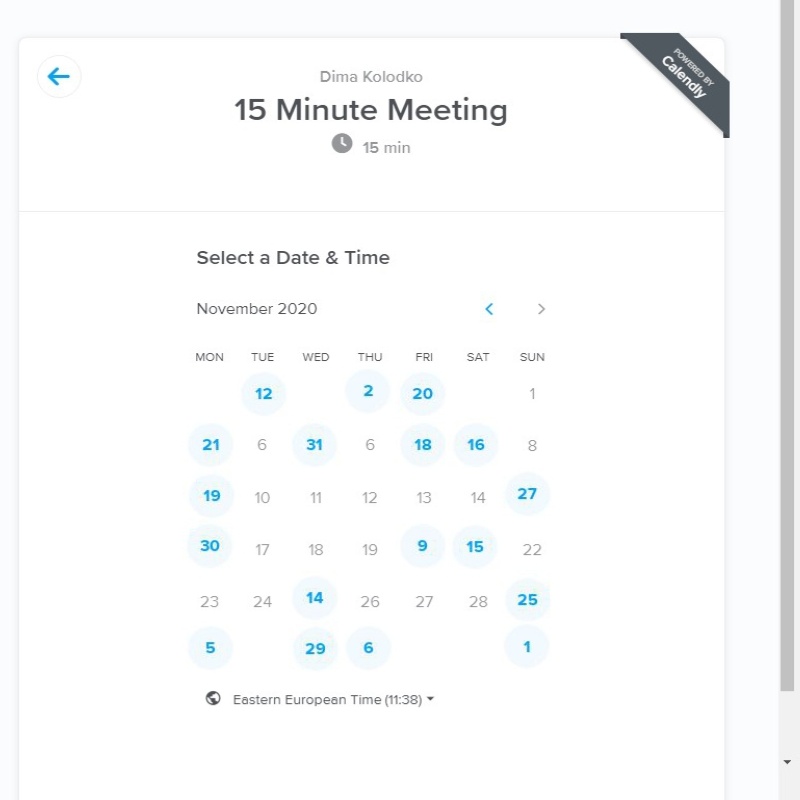 POWERED BY
Calendly
Dima Kolodko
15 Minute Meeting
15 min
Select a Date & Time
November 2020
MON TUE WED THU FRI SAT SUN
12 2 20 1
21 6 31 6 18 16 8
19 10 11 12 13 14 27
30 17 18 19 9 15 22
23 24 14 26 27 28 25
5 29 6 1
Eastern European Time (11:38)